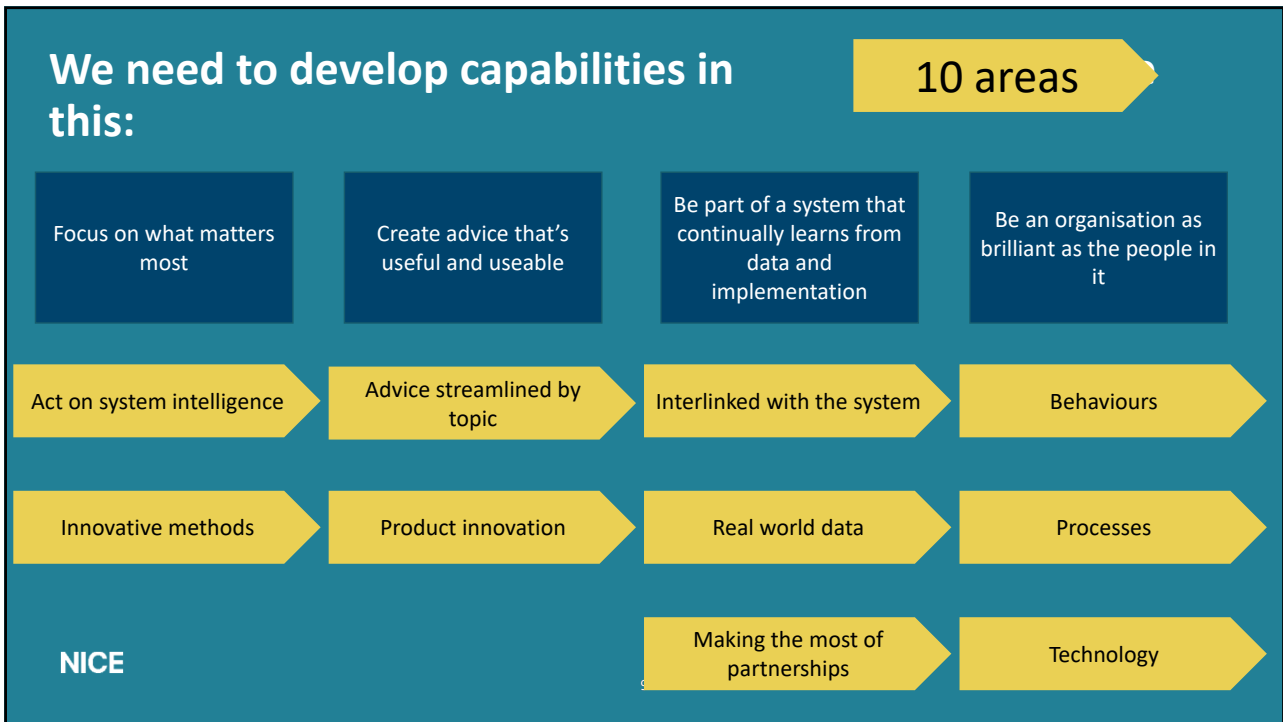 We need to develop capabilities in
this:
10 areas
Focus on what matters
most
Create advice that’s
useful and useable
Be part of a system that
continually learns from
data and
implementation
Be an organisation as
brilliant as the people in
it
Act on system intelligence
Advice streamlined by
topic
Interlinked with the system
Behaviours
Innovative methods
Product innovation
Real world data
Processes
Making the most of
partnerships
Technology
NICE